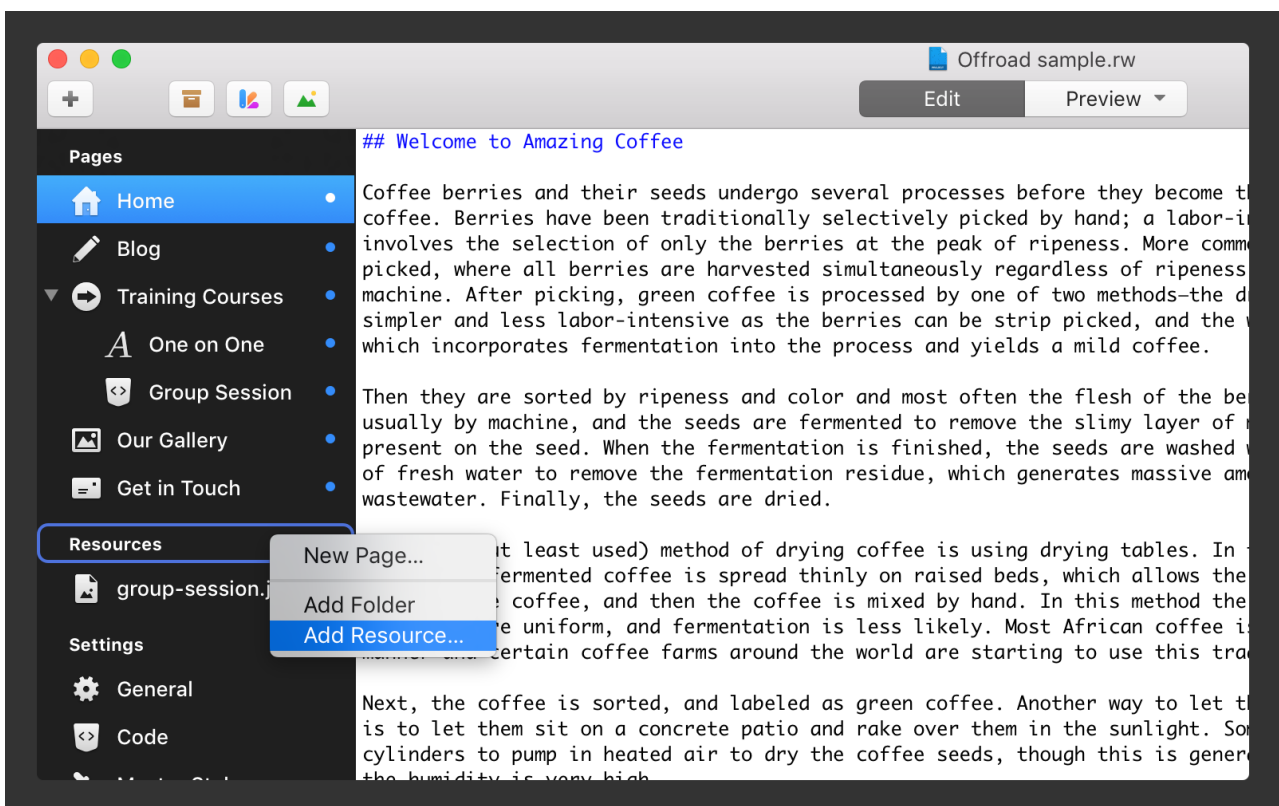 Offroad sample.rw
Edit
Preview
Pages
Home
Blog
Training Courses
One on One
Group Session
Our Gallery
Get in Touch
Resources
group-session.j
Settings
General
Code
New Page...
Add Folder
Add Resource...
## Welcome to Amazing Coffee
Coffee berries and their seeds undergo several processes before they become
coffee. Berries have been traditionally selectively picked by hand; a
involves the selection of only the berries at the peak of ripeness. More
picked, where all berries are harvested simultaneously regardless of ripeness
machine. After picking, green coffee is processed by one of two methods—the
simpler and less labor-intensive as the berries can be strip picked, and the
which incorporates fermentation into the process and yields a mild coffee.
Then they are sorted by ripeness and color and most often the flesh of the
usually by machine, and the seeds are fermented to remove the slimy layer of
present on the seed. When the fermentation is finished, the seeds are washed
of fresh water to remove the fermentation residue, which generates massive
wastewater. Finally, the seeds are dried.
least used) method of drying coffee is using drying tables. In
fermented coffee is spread thinly on raised beds, which allows the
coffee, and then the coffee is mixed by hand. In this method the
uniform, and fermentation is less likely. Most African coffee
manner and certain coffee farms around the world are starting to use this
Next, the coffee is sorted, and labeled as green coffee. Another way to let
is to let them sit on a concrete patio and rake over them in the sunlight.
cylinders to pump in heated air to dry the coffee seeds, though this is
the humidity is very high